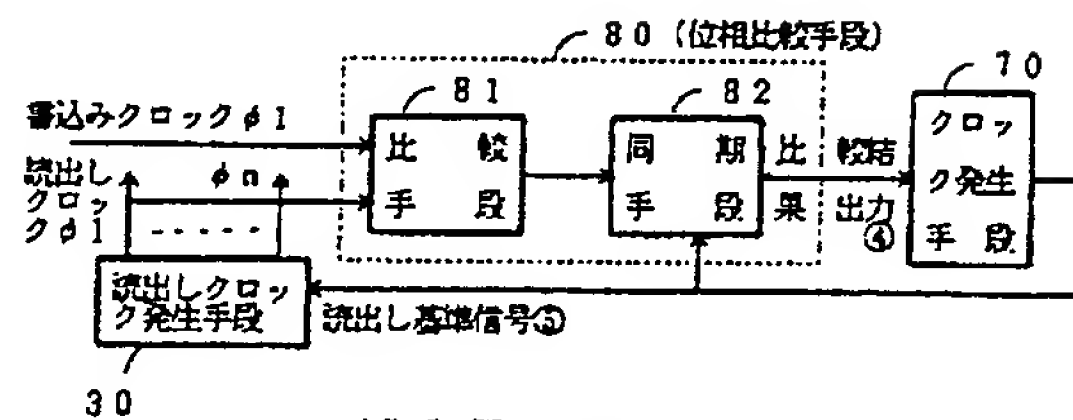 80(位相比較手段)
81
82
70
書込みクロックφ1
読出し
クロッ
クφ1
φn
比較
手段
同期
手段
比較結
果出力④
クロッ
ク発生
手段
読出しクロッ
ク発生手段
読出し基準信号⑤
30